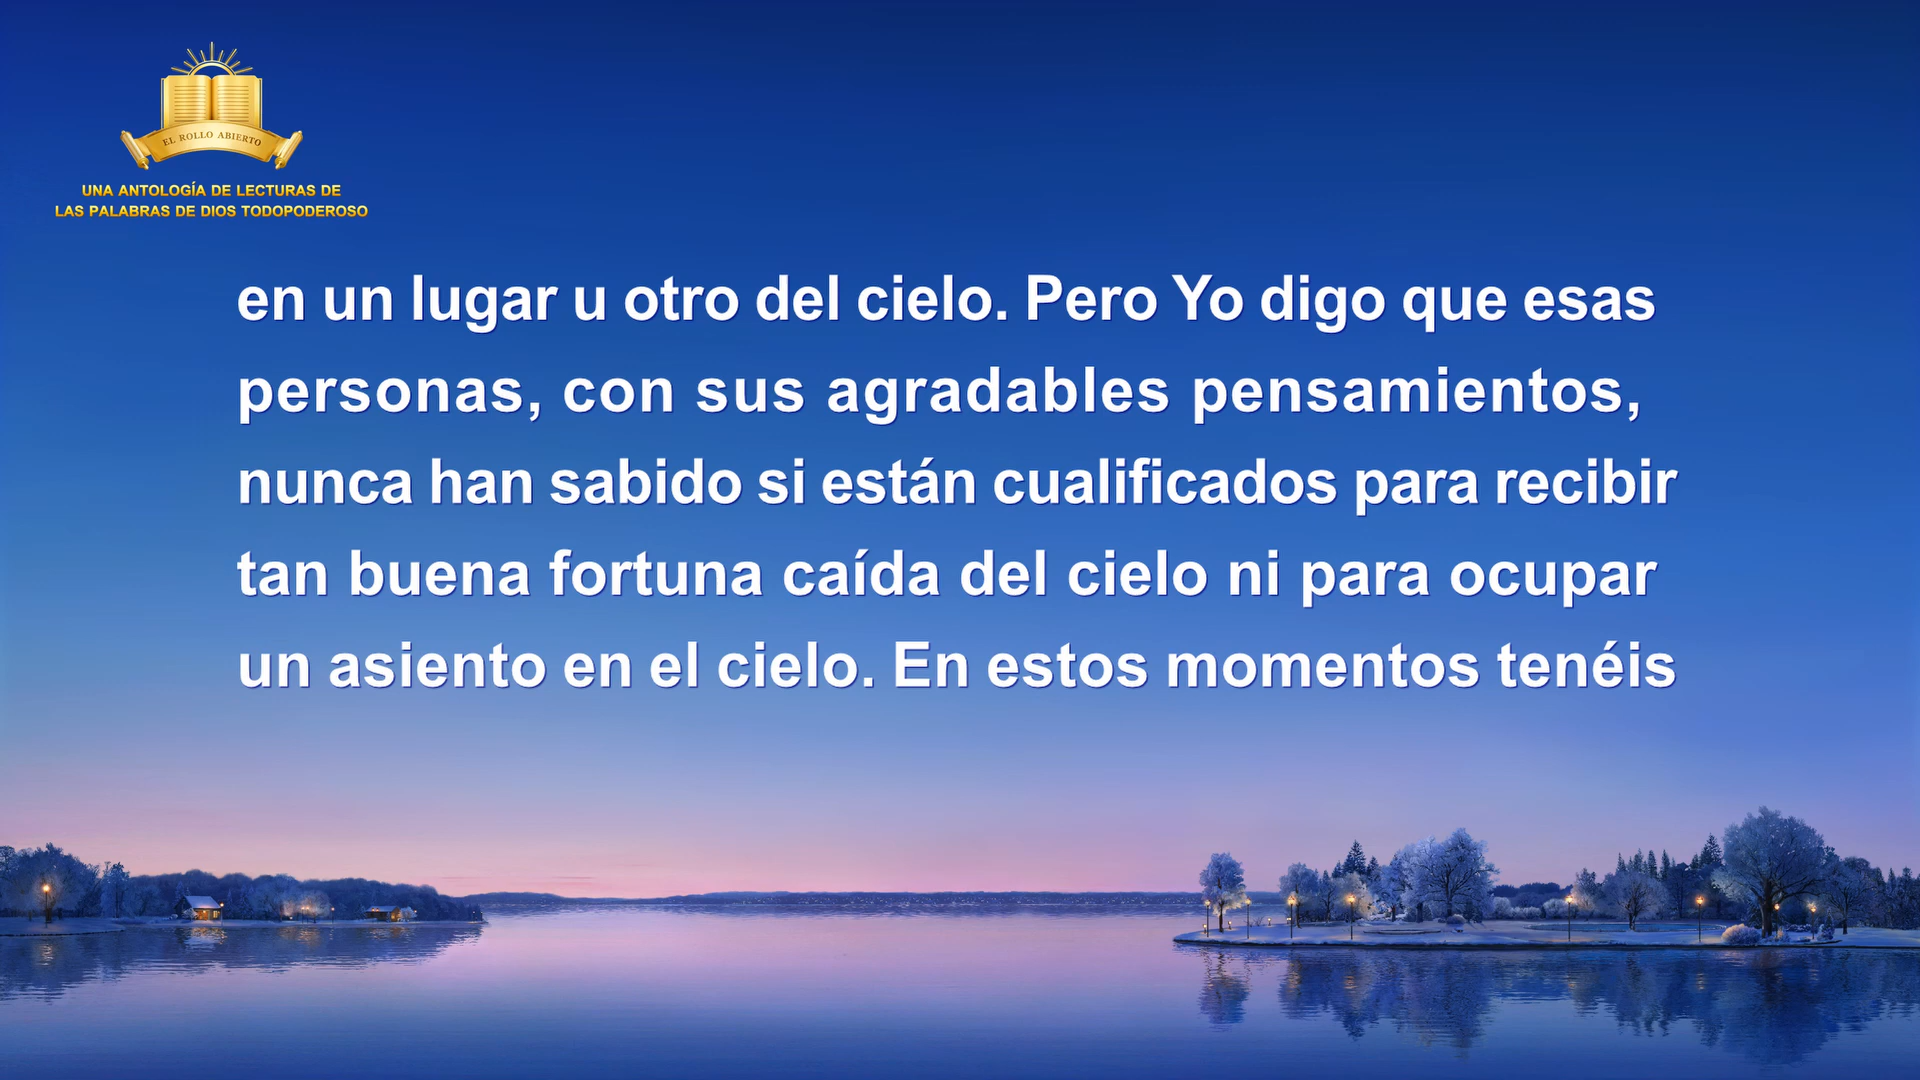 EL ROLLO ABIERTO
UNA ANTOLOGÍA DE LECTURAS DE
LAS PALABRAS DE DIOS TODOPODEROSO
en un lugar u otro del cielo. Pero Yo digo que esas
personas, con sus agradables pensamientos,
nunca han sabido si están cualificados para recibir
tan buena fortuna caída del cielo ni para ocupar
un asiento en el cielo. En estos momentos tenéis